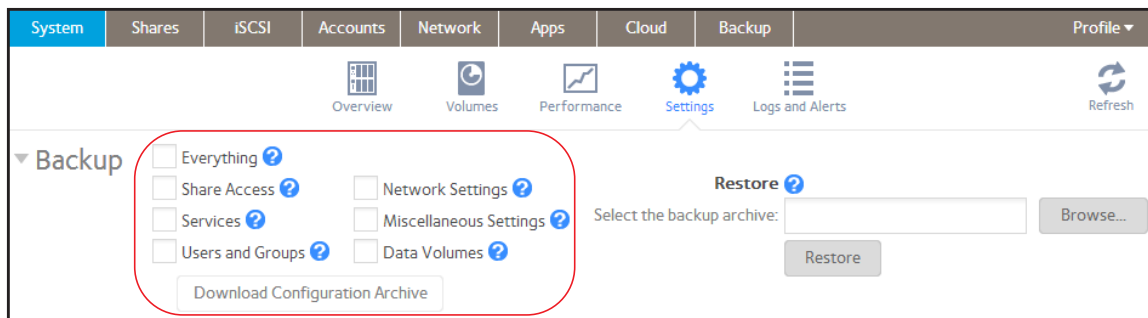 System Shares iSCSI Accounts Network Apps Cloud Backup Profile
Overview Volumes Performance Settings Logs and Alerts Refresh
Backup
Everything ?
Share Access ? Network Settings ?
Services ? Miscellaneous Settings ?
Users and Groups ? Data Volumes ?
Download Configuration Archive
Restore ?
Select the backup archive: Browse...
Restore